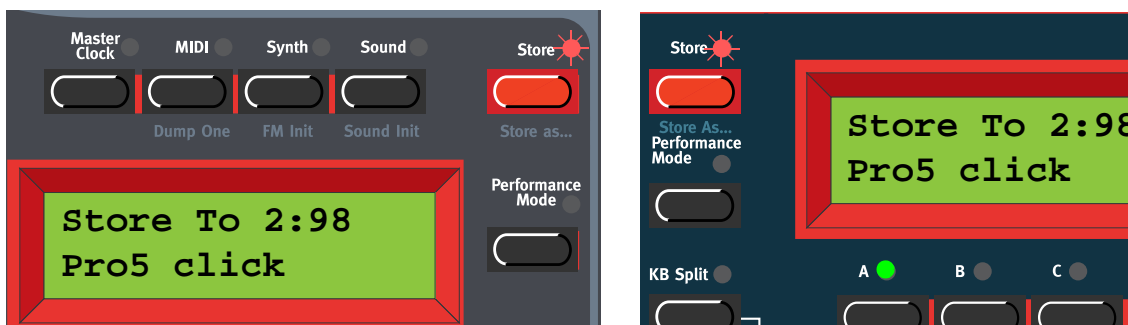 Master Clock
MIDI
Synth
Sound
Store
Dump One
FM Init
Sound Init
Store as...
Store To 2:98
Pro5 click
Performance
Mode
Store
Store As...
Performance
Mode
Store To 2:98
Pro5 click
KB Split
A
B
C